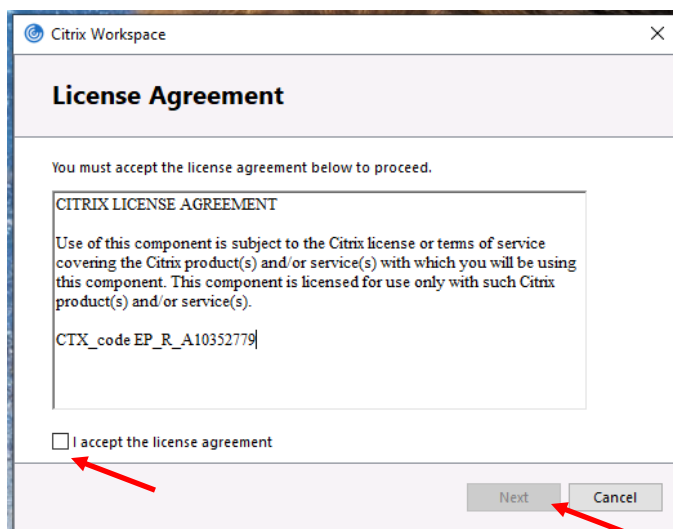 Citrix Workspace
License Agreement
You must accept the license agreement below to proceed.
CITRIX LICENSE AGREEMENT
Use of this component is subject to the Citrix license or terms of service
covering the Citrix product(s) and/or service(s) with which you will be using
this component. This component is licensed for use only with such Citrix
product(s) and/or service(s).
CTX_code EP_R_A10352779
I accept the license agreement
Next
Cancel